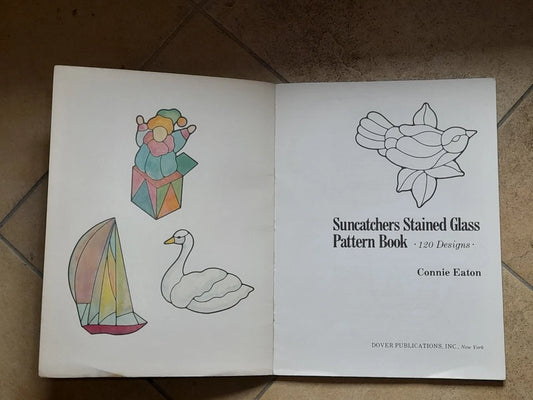 Suncatchers Stained Glass
Pattern Book · 120 Designs ·
Connie Eaton
DOVER PUBLICATIONS, INC., New York